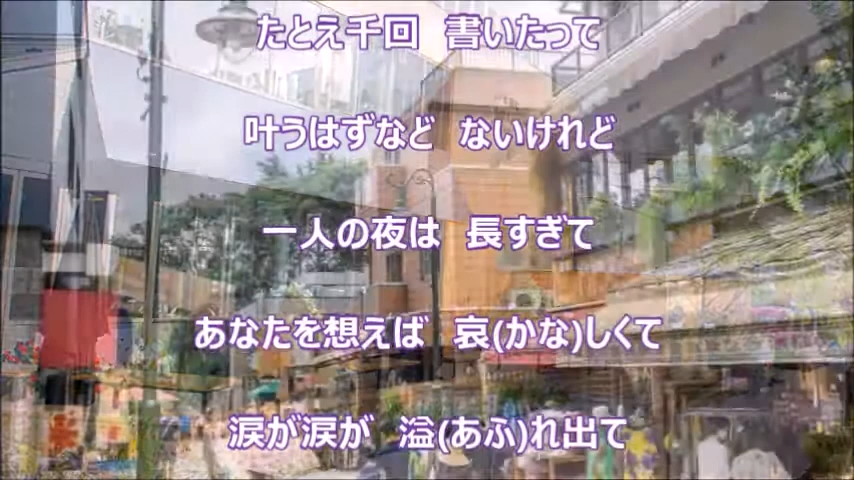 たとえ千回　書いたって
叶うはずなど　ないけれど
一人の夜は　長すぎて
あなたを想えば　哀(かな)しくて
涙が涙が　溢(あふ)れ出て